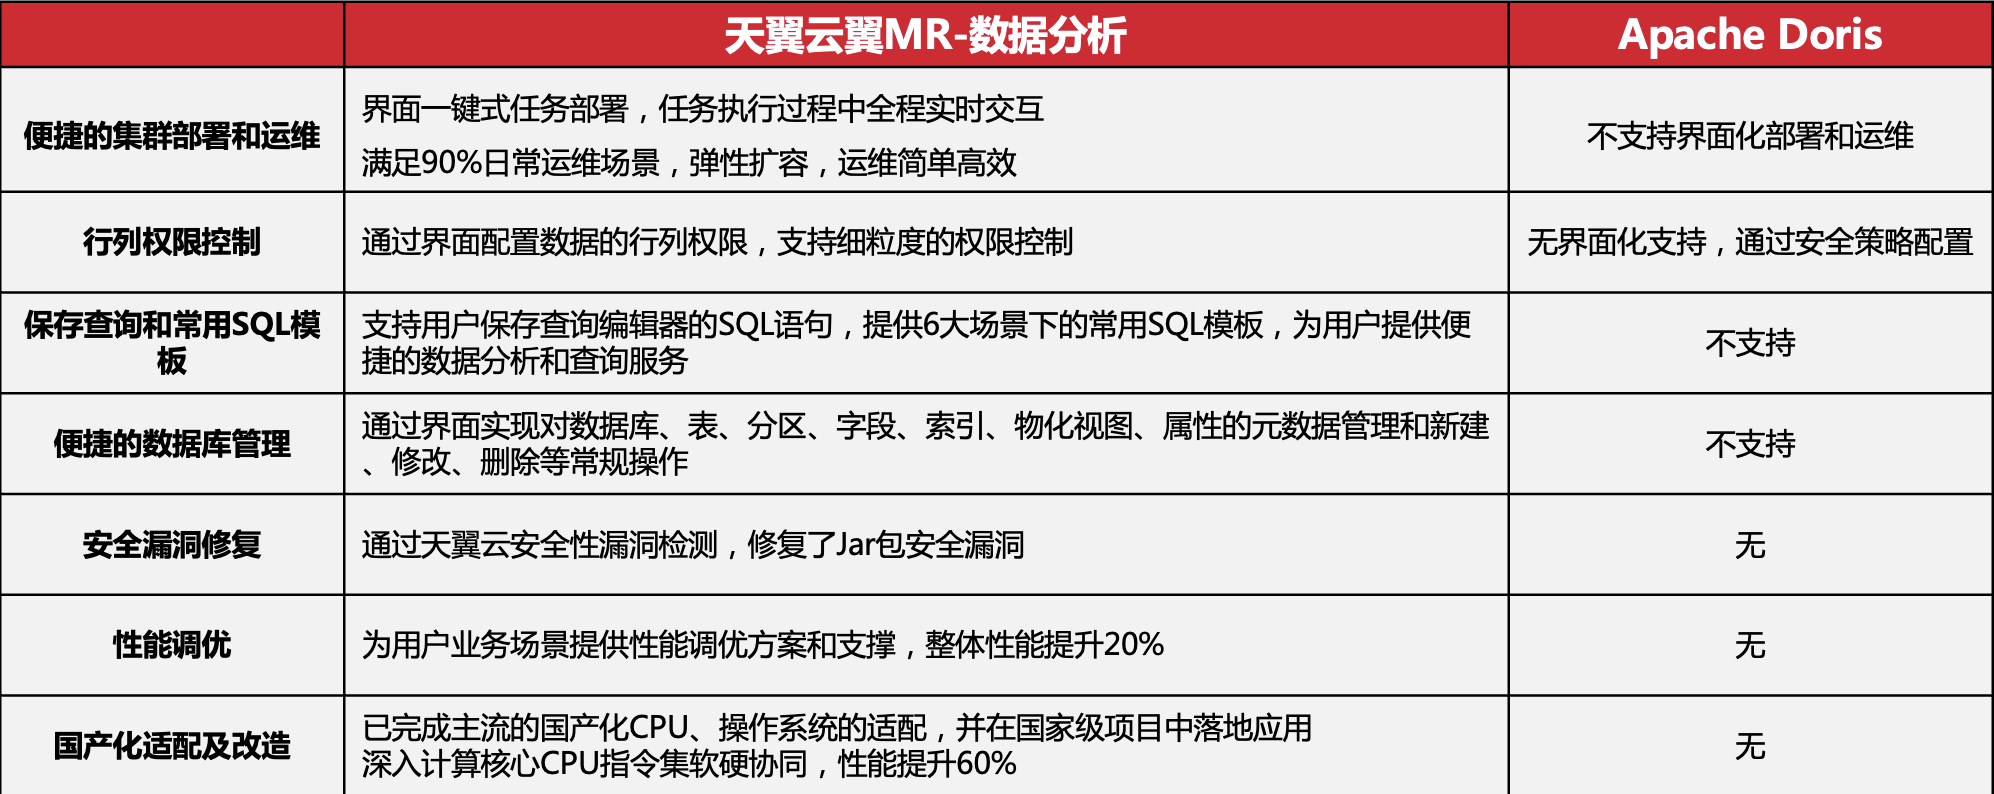 天翼云翼MR-数据分析
Apache Doris
便捷的集群部署和运维
界面一键式任务部署，任务执行过程中全程实时交互
满足90%日常运维场景，弹性扩容，运维简单高效
不支持界面化部署和运维
行列权限控制
通过界面配置数据的行列权限，支持细粒度的权限控制
无界面化支持，通过安全策略配置
保存查询和常用SQL模
板
支持用户保存查询编辑器的SQL语句，提供6大场景下的常用SQL模板，为用户提供便
捷的数据分析和查询服务
不支持
便捷的数据库管理
通过界面实现对数据库、表、分区、字段、索引、物化视图、属性的元数据管理和新建
、修改、删除等常规操作
不支持
安全漏洞修复
通过天翼云安全性漏洞检测，修复了Jar包安全漏洞
无
性能调优
为用户业务场景提供性能调优方案和支撑，整体性能提升20%
无
国产化适配及改造
已完成主流的国产化CPU、操作系统的适配，并在国家级项目中落地应用
深入计算核心CPU指令集软硬协同，性能提升60%
无